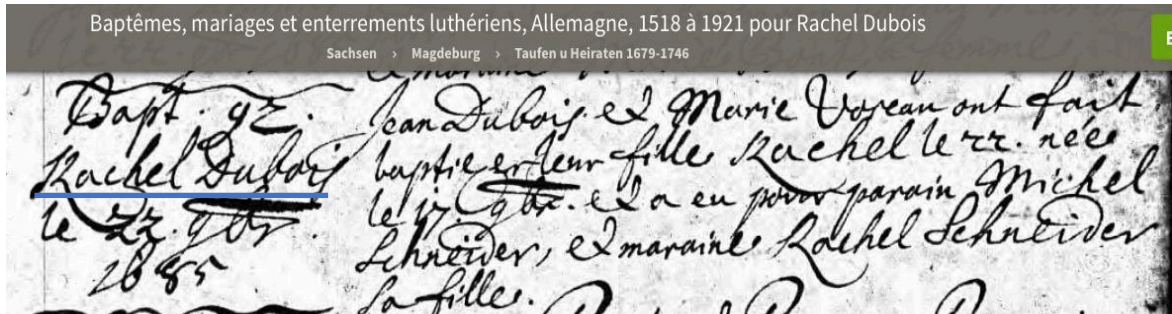 Baptêmes, mariages et enterrements luthériens, Allemagne, 1518 à 1921 pour Rachel Dubois
Sachsen › Magdeburg › Taufen u Heiraten 1679-1746
Bapt. 92.
Rachel Dubois
le 22. 9br.
1685
Jean Dubois et Marie Voreau ont fait
baptiser leur fille Rachel le 22. née
le 17. 9br. et a eu pour parain Michel
Schneider, et maraine Rachel Schneider
sa fille.